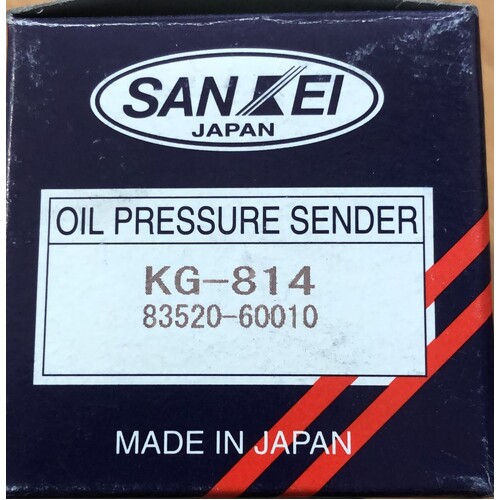 SANKEI
JAPAN
OIL PRESSURE SENDER
KG-814
83520-60010
MADE IN JAPAN